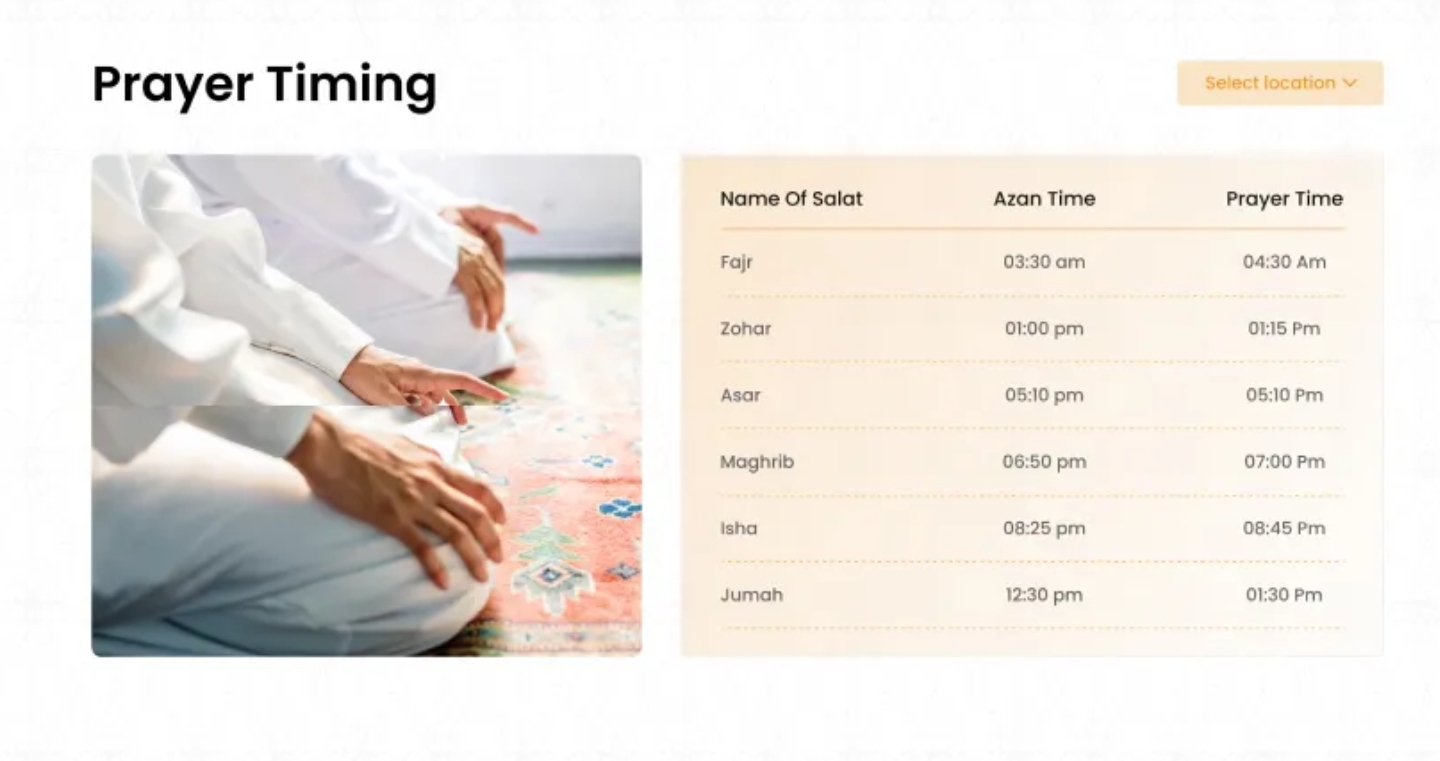 Prayer Timing
Select location
Name Of Salat Azan Time Prayer Time
Fajr 03:30 am 04:30 Am
Zohar 01:00 pm 01:15 Pm
Asar 05:10 pm 05:10 Pm
Maghrib 06:50 pm 07:00 Pm
Isha 08:25 pm 08:45 Pm
Jumah 12:30 pm 01:30 Pm